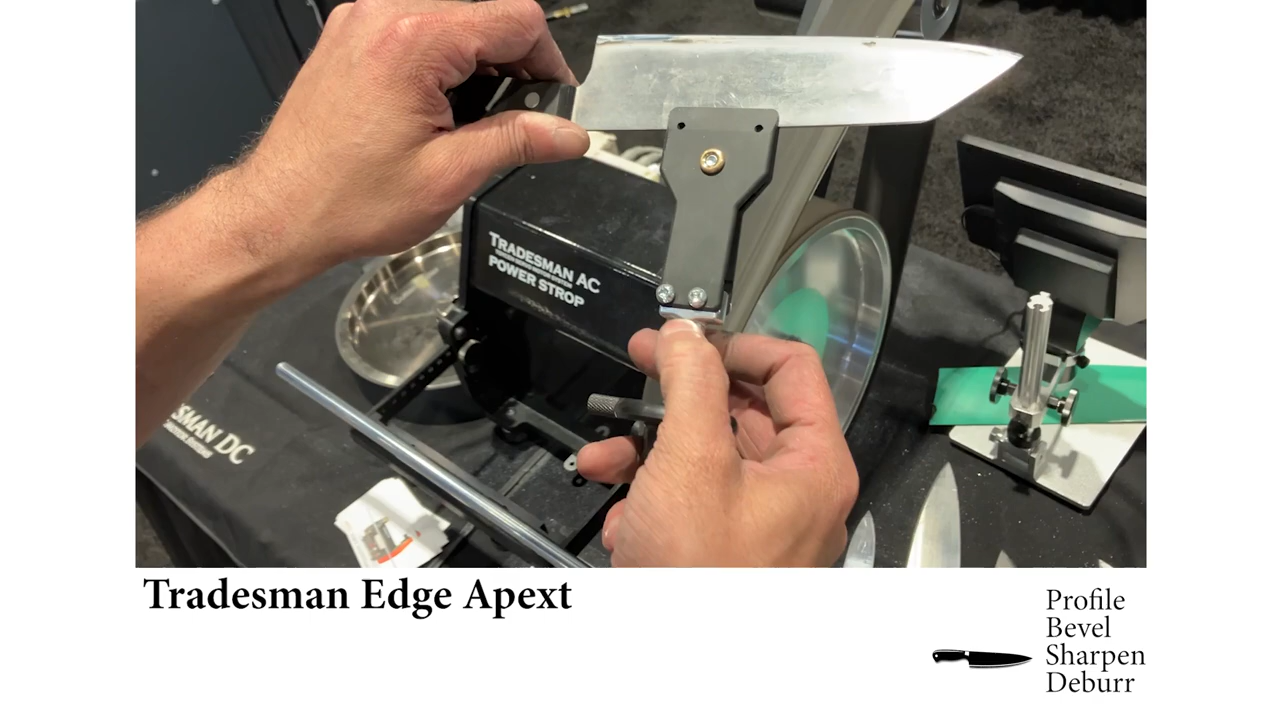 TRADESMAN AC
POWER STROP
SMAN DC
Tradesman Edge Apext
Profile
Bevel
Sharpen
Deburr